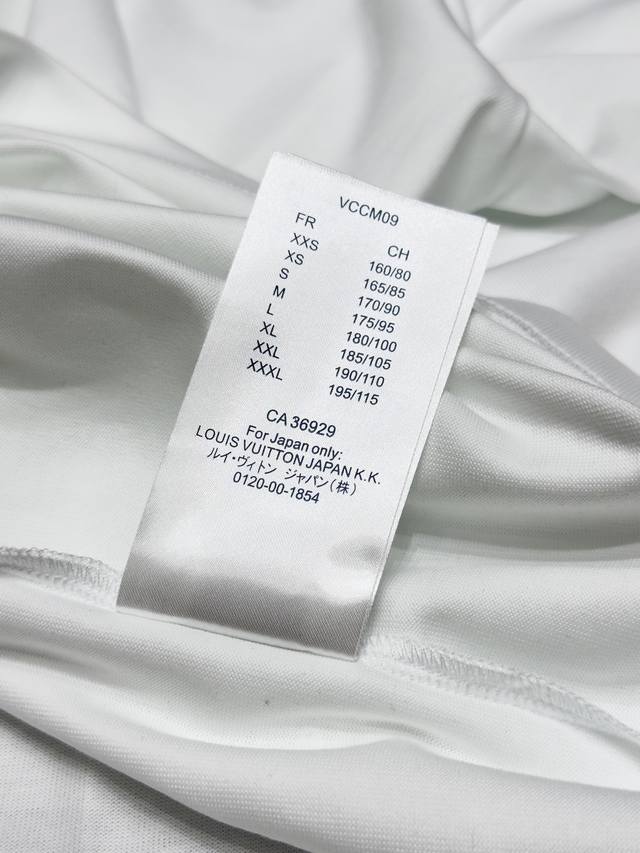 VCCM09
FR CH
XXS 160/80
XS 165/85
S 170/90
M 175/95
L 180/100
XL 185/105
XXL 190/110
XXXL 195/115
CA 36929
For Japan only:
LOUIS VUITTON JAPAN K.K.
ルイ・ヴィトン ジャパン(株)
0120-00-1854